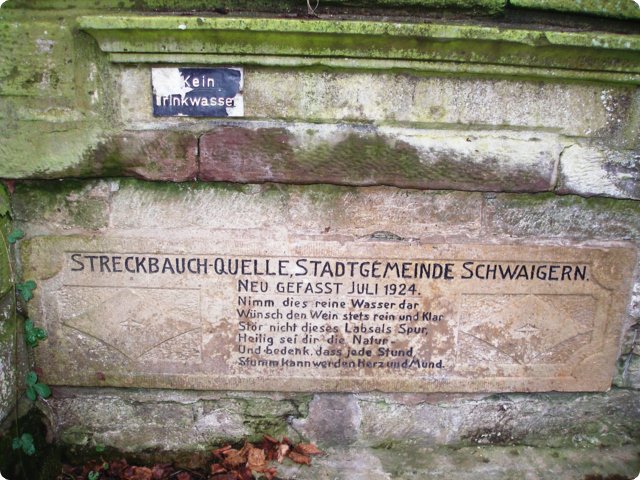 Kein
Trinkwasser
STRECKBAUCH-QUELLE, STADTGEMEINDE SCHWAIGERN.
NEU GEFASST JULI 1924.
Nimm dies reine Wasser dar
Wünsch den Wein stets rein und Klar
Stör nicht dieses Labsals Spur,
Heilig sei dir die Natur-
Und bedenk, dass jade Stund,
Stumm kann werden Herz und Mund.